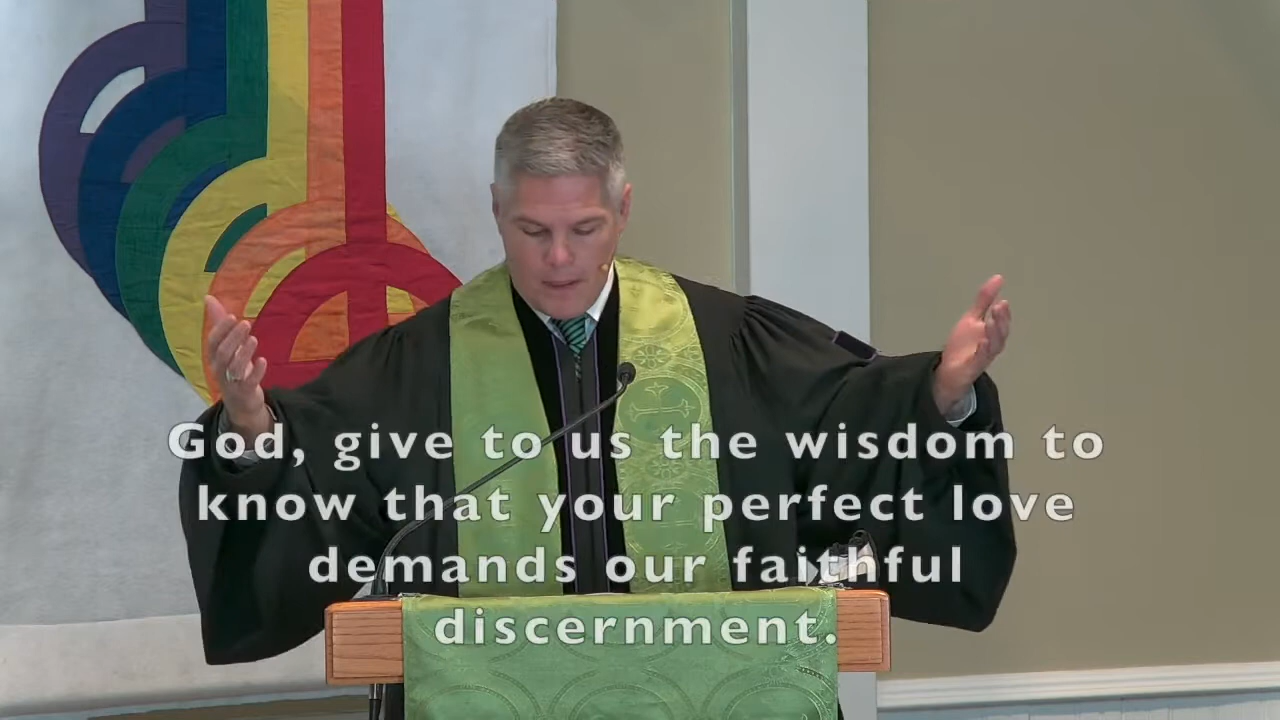 God, give to us the wisdom to
know that your perfect love
demands our faithful
discernment.